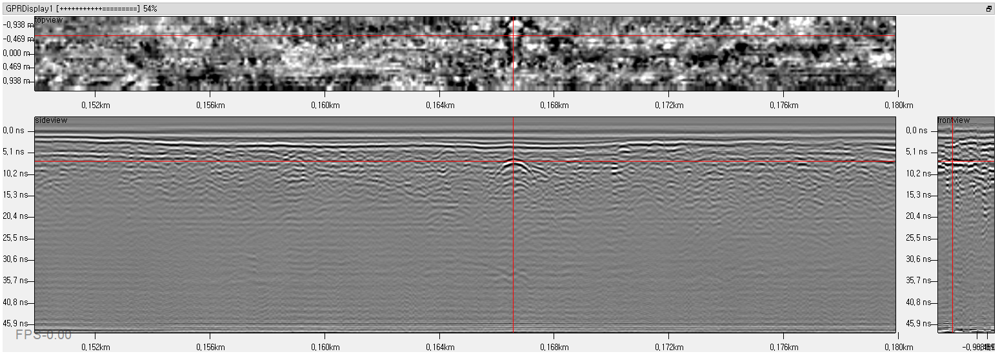 GPRDisplay1 [+++++++++++=========] 54%
topview
-0,938 m
-0,469 m
0,000 m
0,469 m
0,938 m
0,152km 0,156km 0,160km 0,164km 0,168km 0,172km 0,176km 0,180km
sideview
0,0 ns
5,1 ns
10,2 ns
15,3 ns
20,4 ns
25,5 ns
30,6 ns
35,7 ns
40,8 ns
45,9 ns
FPS-0.00
0,152km 0,156km 0,160km 0,164km 0,168km 0,172km 0,176km 0,180km
frontview
0,0 ns
5,1 ns
10,2 ns
15,3 ns
20,4 ns
25,5 ns
30,6 ns
35,7 ns
40,8 ns
45,9 ns